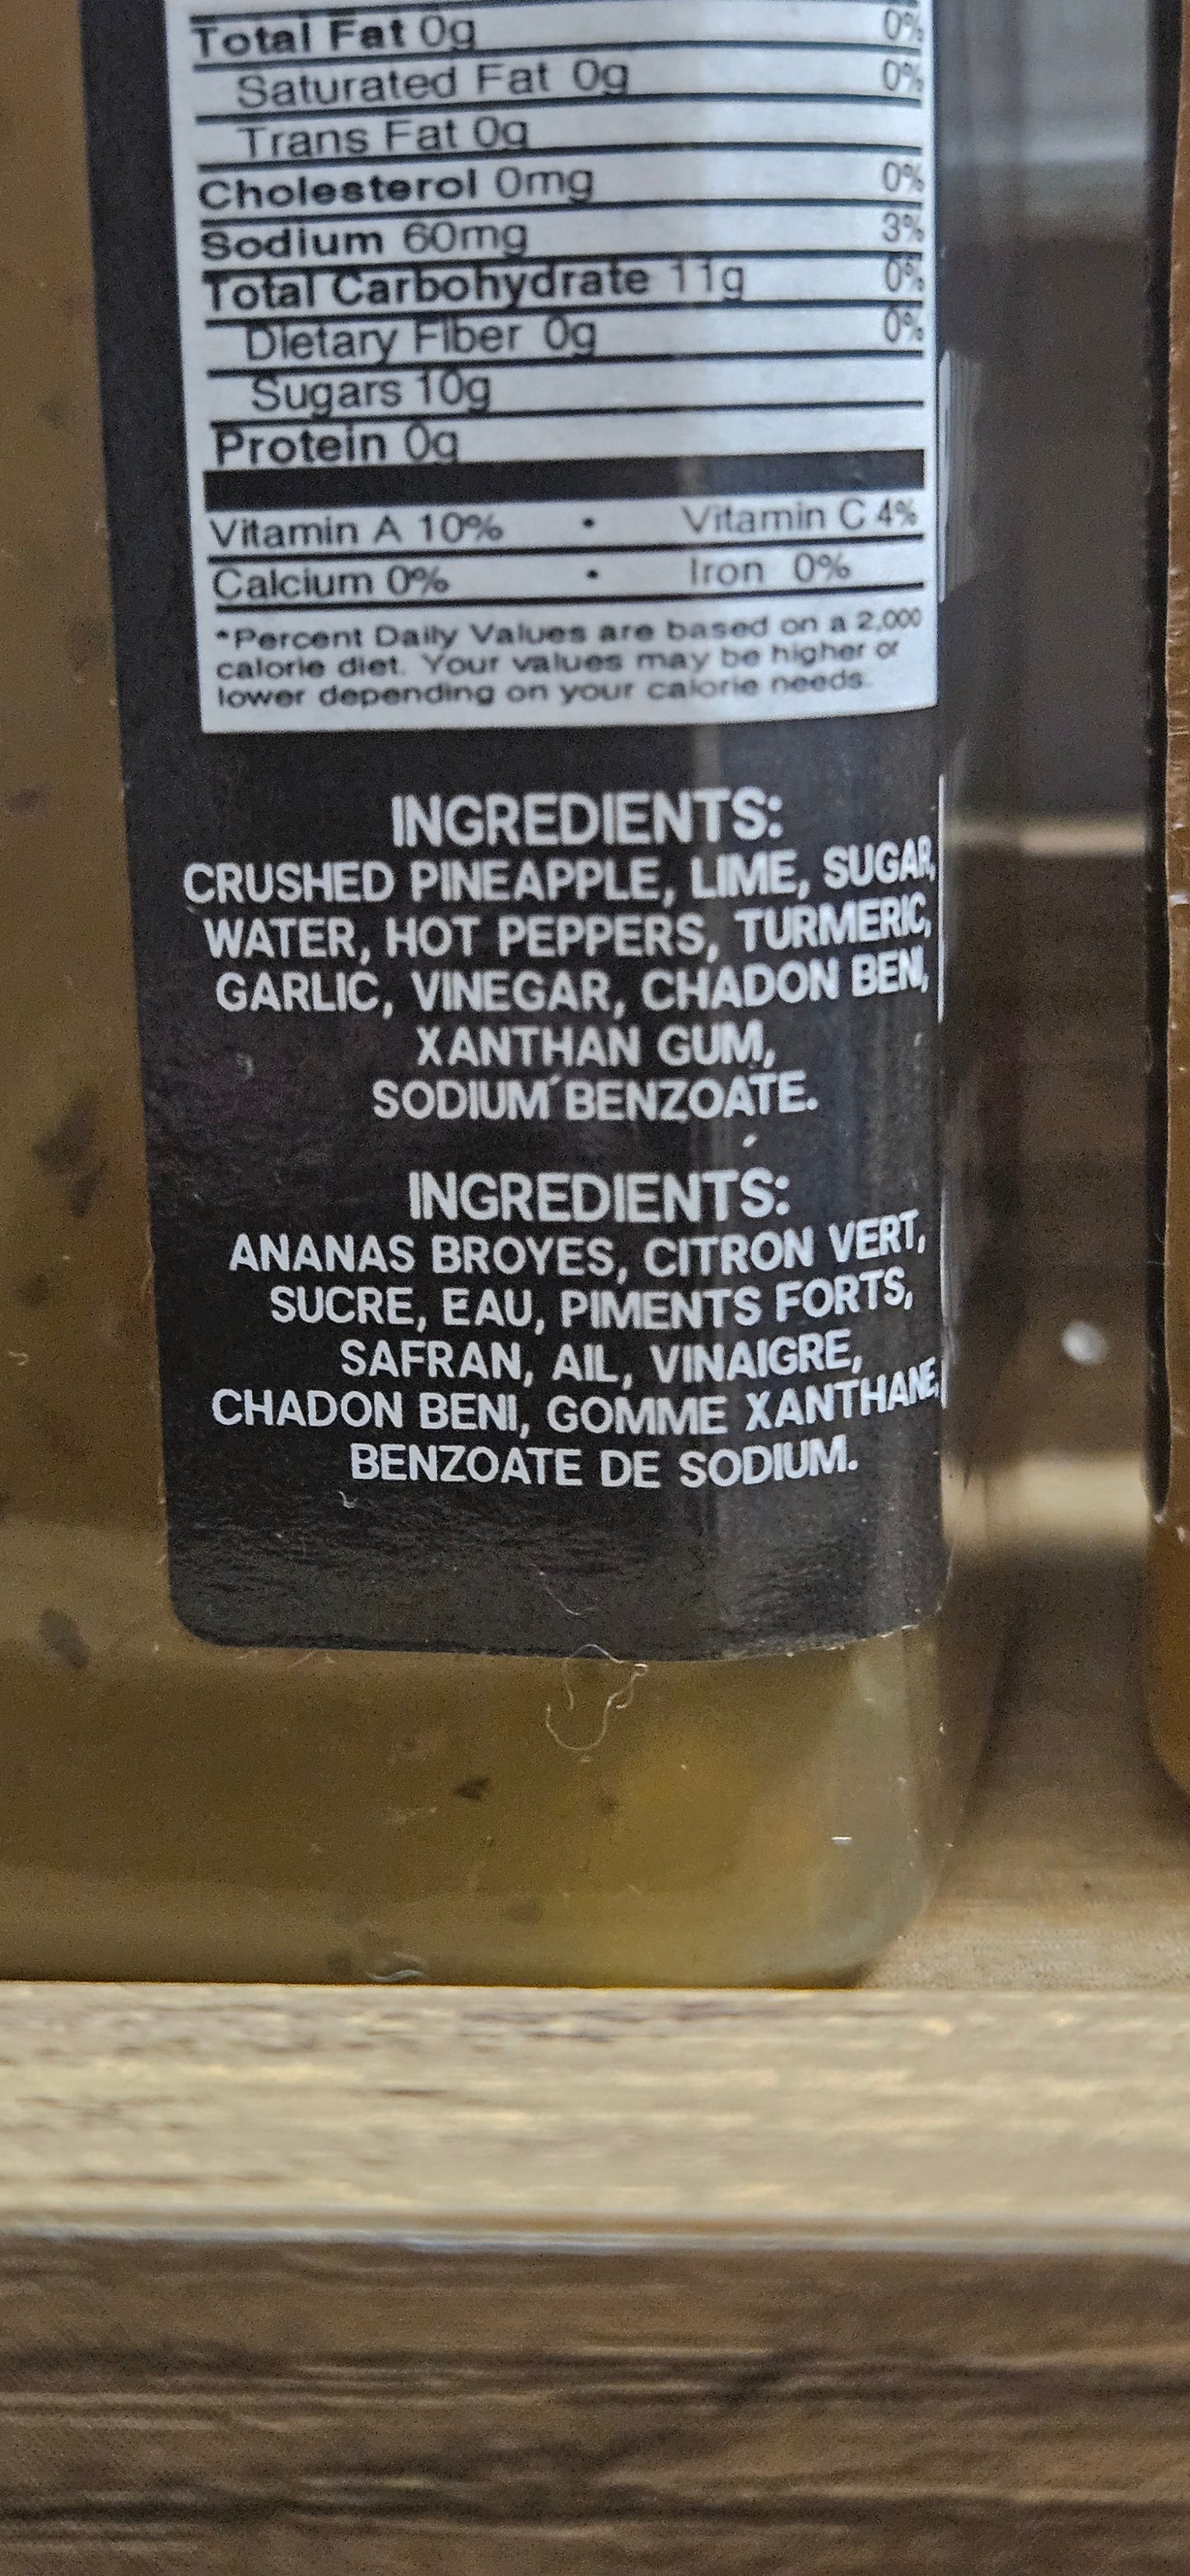 Total Fat 0g 0%
Saturated Fat 0g 0%
Trans Fat 0g
Cholesterol 0mg 0%
Sodium 60mg 3%
Total Carbohydrate 11g 0%
Dietary Fiber 0g 0%
Sugars 10g
Protein 0g
Vitamin A 10% • Vitamin C 4%
Calcium 0% • Iron 0%
*Percent Daily Values are based on a 2,000
calorie diet. Your values may be higher or
lower depending on your calorie needs.
INGREDIENTS:
CRUSHED PINEAPPLE, LIME, SUGAR,
WATER, HOT PEPPERS, TURMERIC,
GARLIC, VINEGAR, CHADON BENI,
XANTHAN GUM,
SODIUM BENZOATE.
INGREDIENTS:
ANANAS BROYES, CITRON VERT,
SUCRE, EAU, PIMENTS FORTS,
SAFRAN, AIL, VINAIGRE,
CHADON BENI, GOMME XANTHANE,
BENZOATE DE SODIUM.